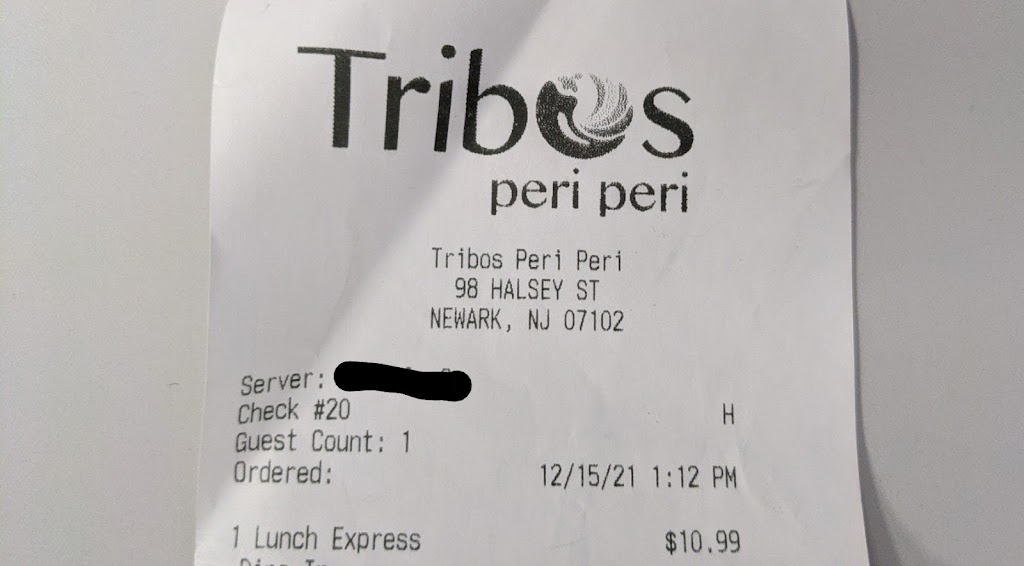 Tribos
peri peri
Tribos Peri Peri
98 HALSEY ST
NEWARK, NJ 07102
Server:
Check #20 H
Guest Count: 1
Ordered: 12/15/21 1:12 PM
1 Lunch Express $10.99